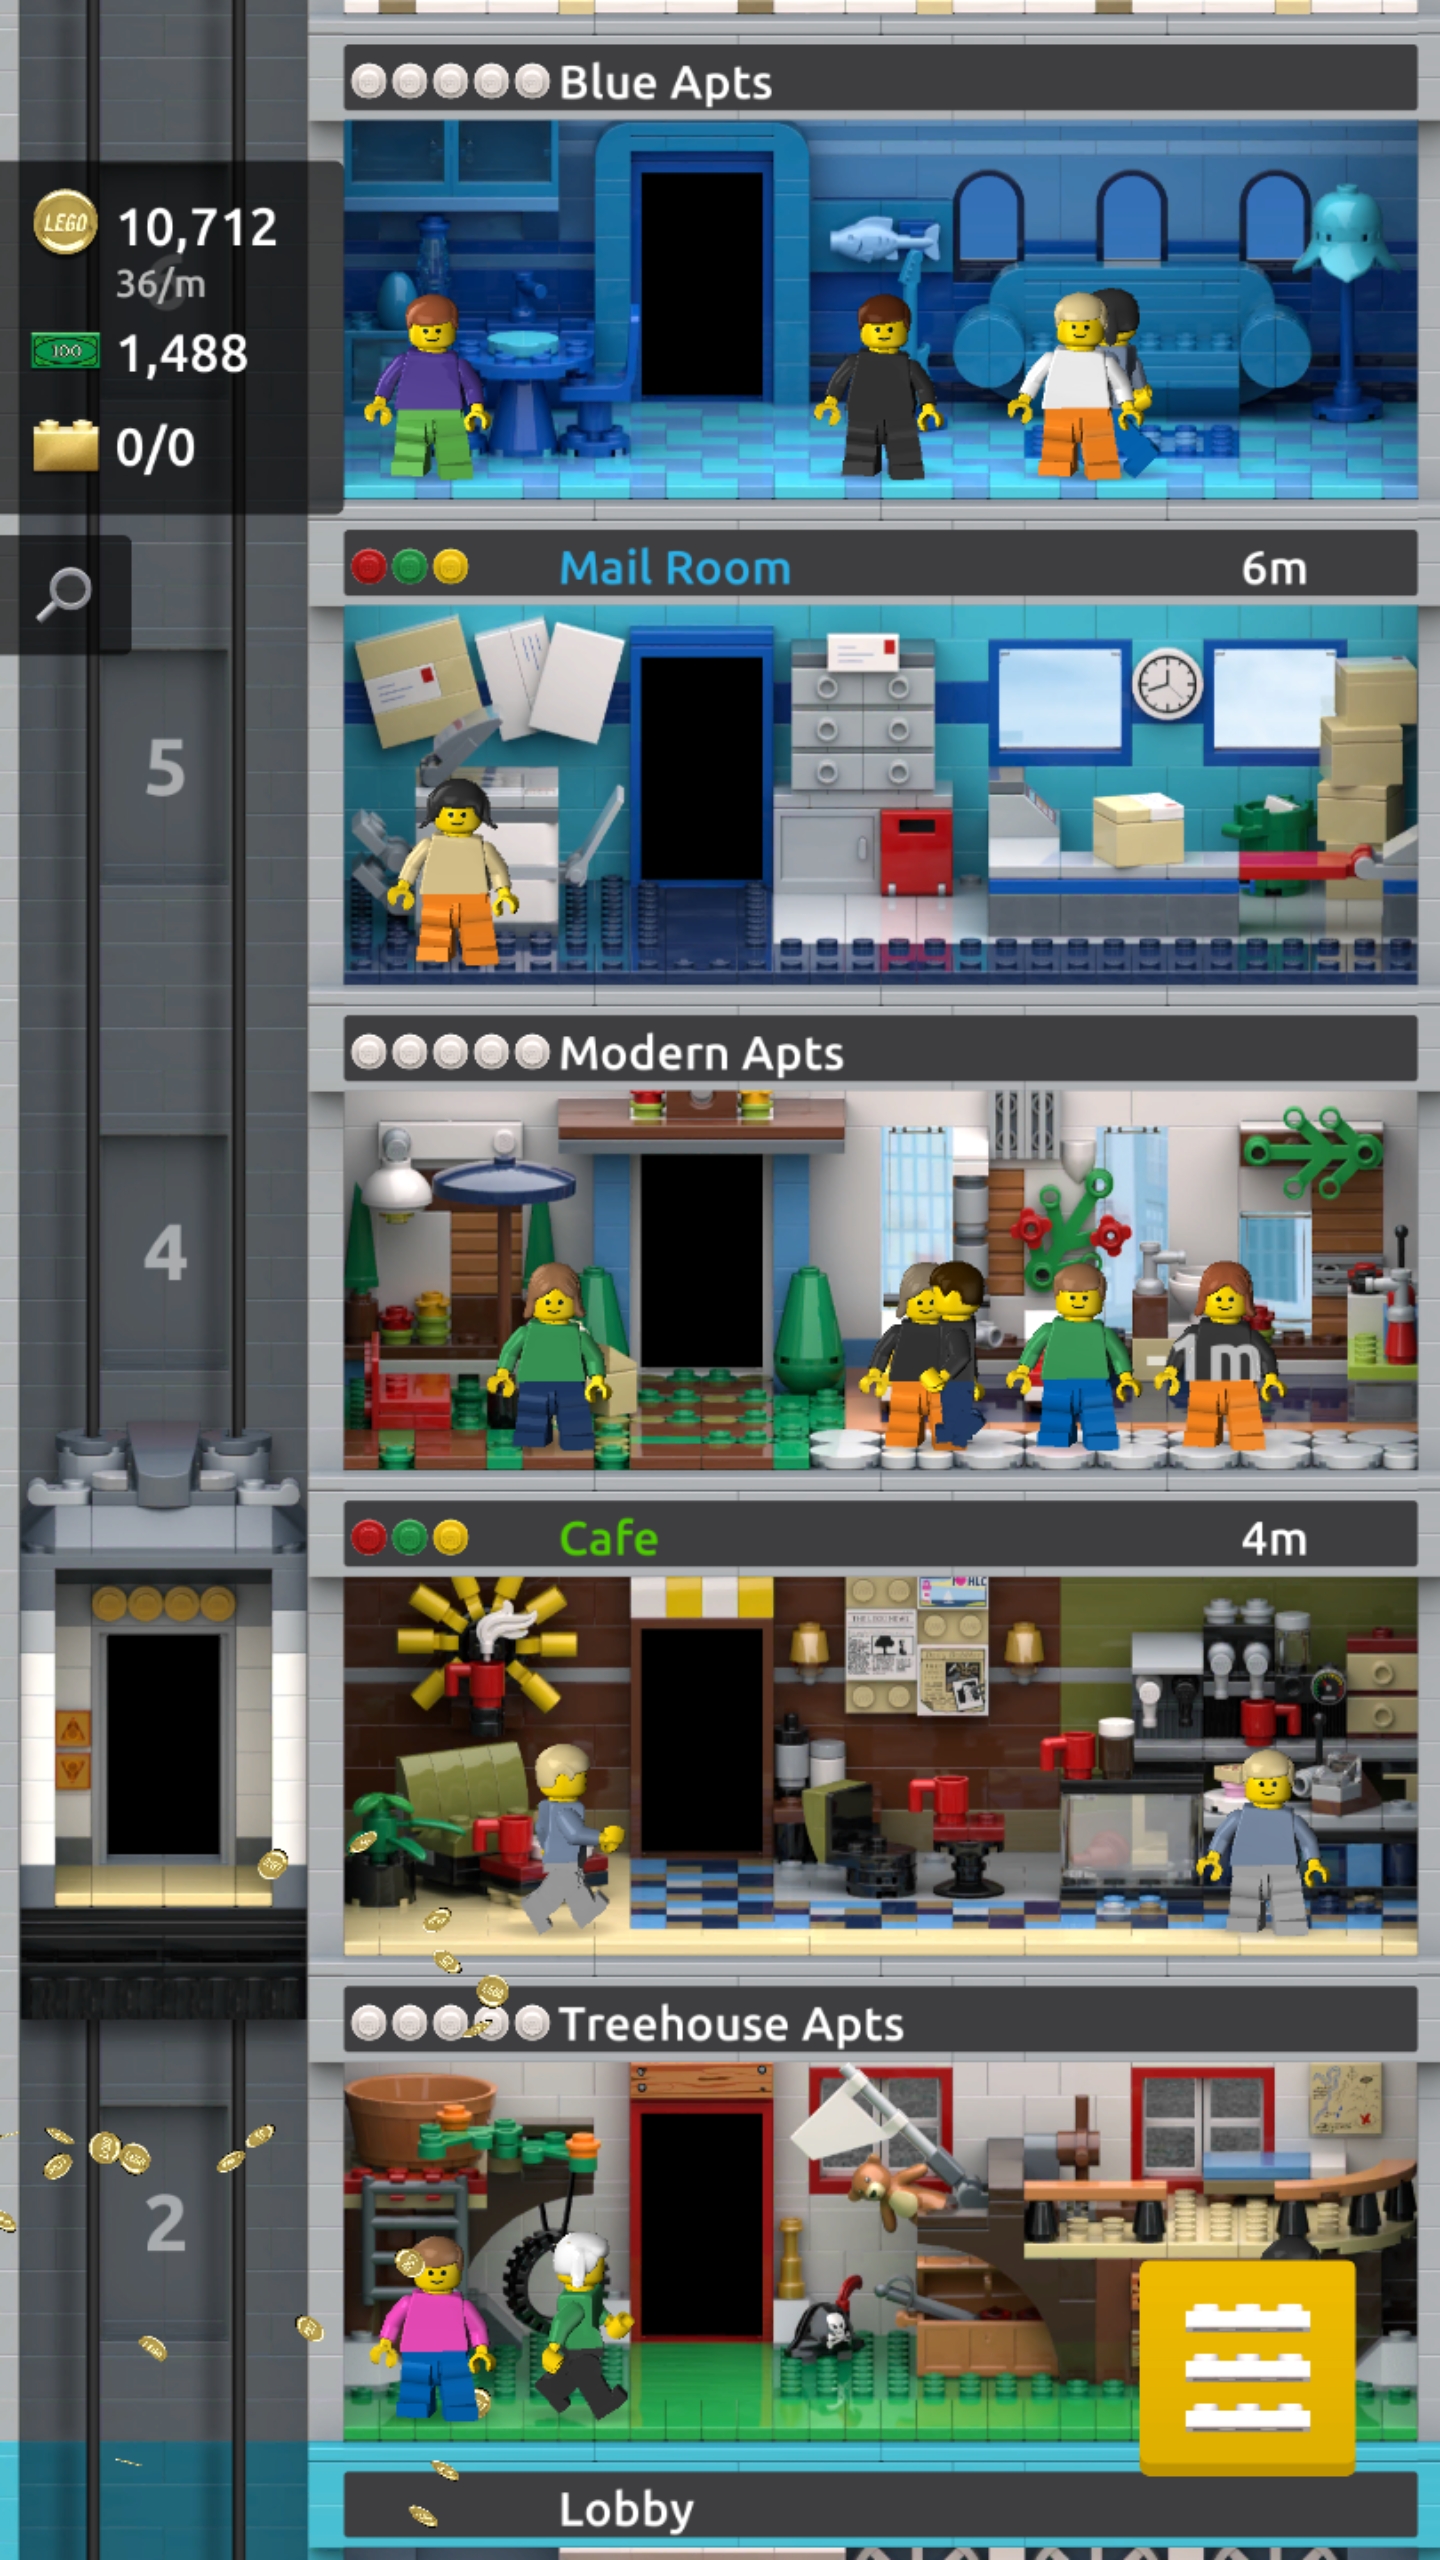 Blue Apts
LEGO 10,712
36/m
100 1,488
0/0
Mail Room 6m
5
Modern Apts
4
-1m
Cafe 4m
Treehouse Apts
2
Lobby